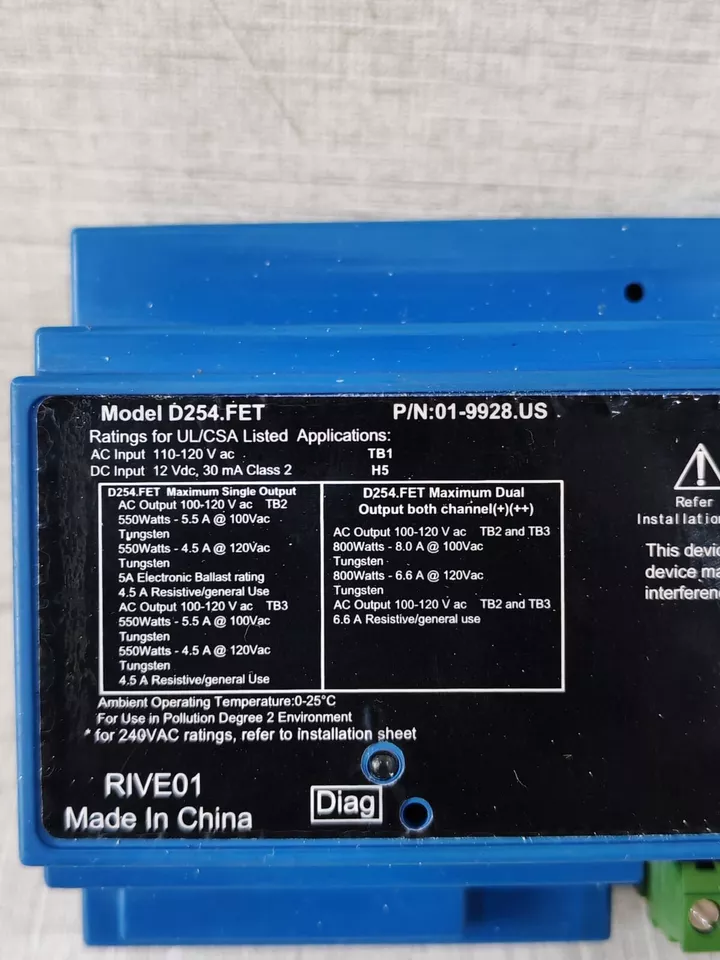 Model D254.FET P/N:01-9928.US
Ratings for UL/CSA Listed Applications:
AC Input 110-120 V ac TB1
DC Input 12 Vdc, 30 mA Class 2 H5
D254.FET Maximum Single Output
AC Output 100-120 V ac TB2
550Watts - 5.5 A @ 100Vac
Tungsten
550Watts - 4.5 A @ 120Vac
Tungsten
5A Electronic Ballast rating
4.5 A Resistive/general Use
AC Output 100-120 V ac TB3
550Watts - 5.5 A @ 100Vac
Tungsten
550Watts - 4.5 A @ 120Vac
Tungsten
4.5 A Resistive/general Use
D254.FET Maximum Dual
Output both channel(+)(++)
AC Output 100-120 V ac TB2 and TB3
800Watts - 8.0 A @ 100Vac
Tungsten
800Watts - 6.6 A @ 120Vac
Tungsten
AC Output 100-120 V ac TB2 and TB3
6.6 A Resistive/general use
Ambient Operating Temperature:0-25°C
For Use in Pollution Degree 2 Environment
* for 240VAC ratings, refer to installation sheet
RIVE01
Made In China
Diag
Refer
Installation
This
device